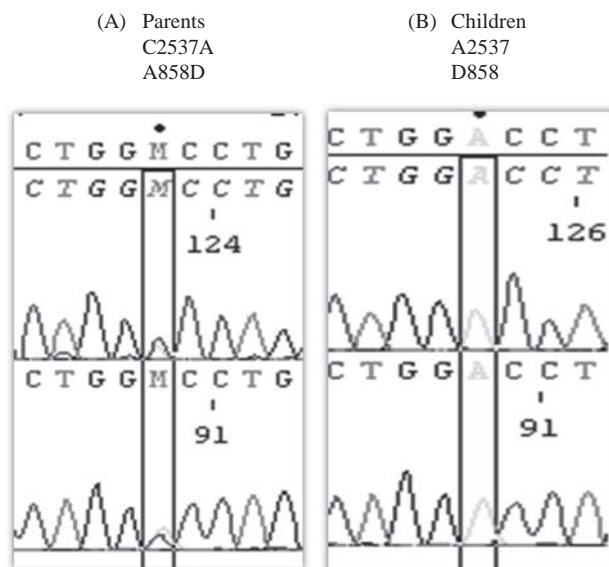 (A) Parents
C2537A
A858D
(B) Children
A2537
D858
C T G G M C C T G
C T G G M C C T G
124
C T G G M C C T G
91
C T G G A C C T
C T G G A C C T
126
C T G G A C C T
91